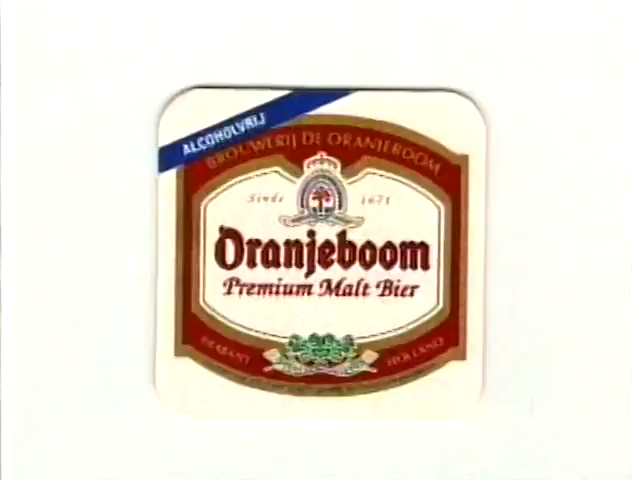 ALCOHOLVRIJ
BROUWERIJ DE ORANJEBOOM
Sinds 1671
Oranjeboom
Premium Malt Bier
BRABANT HOLLAND